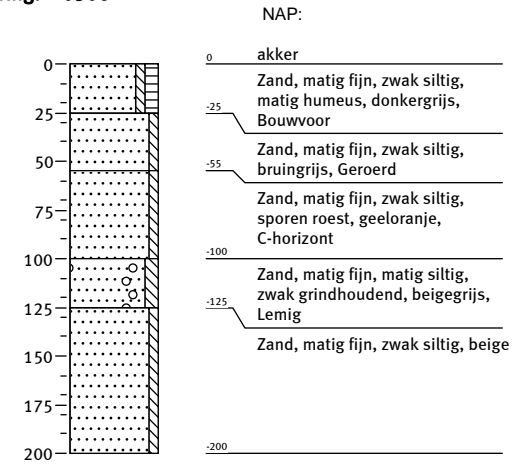 NAP:
0
akker
0
Zand, matig fijn, zwak siltig,
matig humeus, donkergrijs,
Bouwvoor
25
-25
Zand, matig fijn, zwak siltig,
bruingrijs, Geroerd
50
-55
Zand, matig fijn, zwak siltig,
sporen roest, geeloranje,
C-horizont
75
100
-100
Zand, matig fijn, matig siltig,
zwak grindhoudend, beigegrijs,
Lemig
125
-125
Zand, matig fijn, zwak siltig, beige
150
175
200
-200